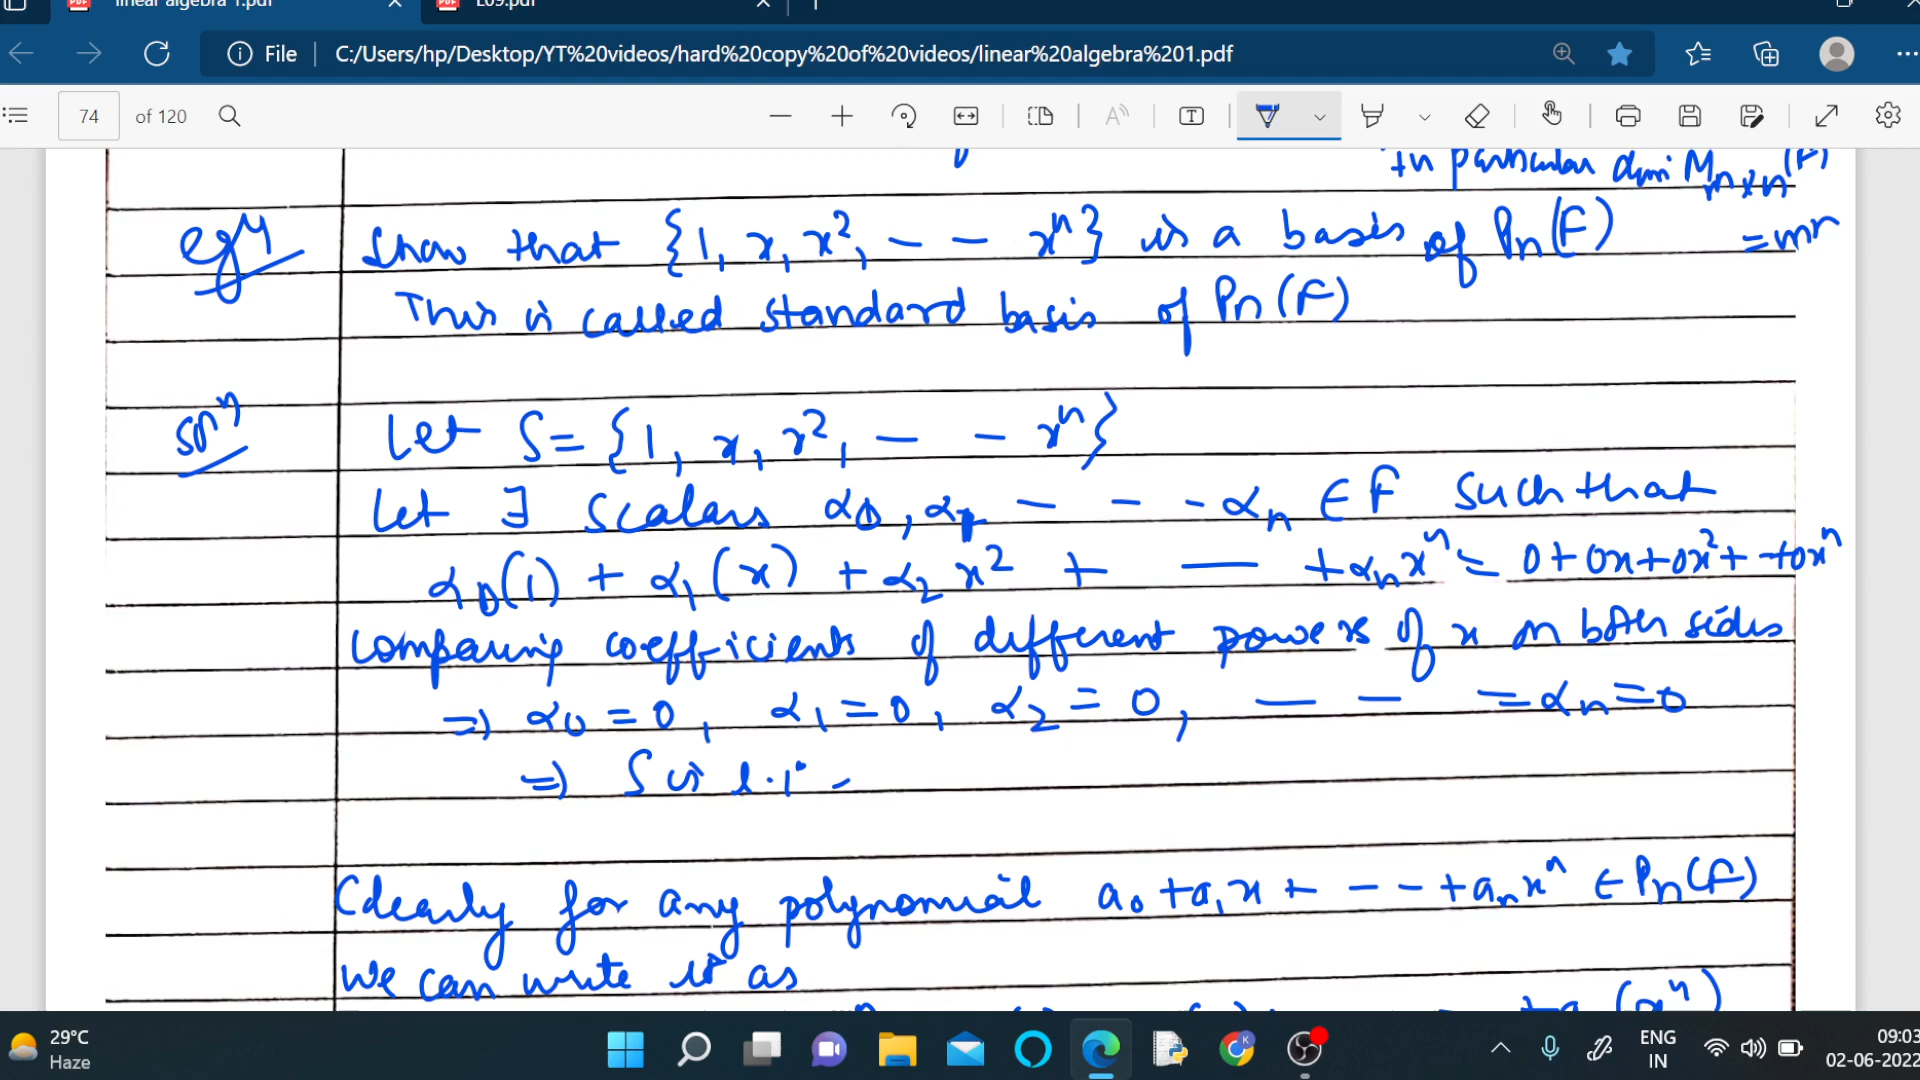 linear algebra 1.pdf
L09.pdf
File C:/Users/hp/Desktop/YT%20videos/hard%20copy%20of%20videos/linear%20algebra%201.pdf
74 of 120
In particular dim M_{m×n}(F)
= mn
eg 4 Show that {1, x, x², - - xⁿ} is a basis of Pn(F)
This is called standard basis of Pn(F)
solⁿ Let S = {1, x, x², - - xⁿ}
Let ∃ scalars α₀, α₁ - - - αₙ ∈ F such that
α₀(1) + α₁(x) + α₂x² + — + αₙxⁿ = 0 + 0x + 0x² + - + 0xⁿ
comparing coefficients of different powers of x on both sides
⇒ α₀ = 0, α₁ = 0, α₂ = 0, — — = αₙ = 0
⇒ S is l.i.
Clearly for any polynomial a₀ + a₁x + - - - + aₙxⁿ ∈ Pn(F)
we can write it as
29°C
Haze
ENG
IN
09:03
02-06-2022